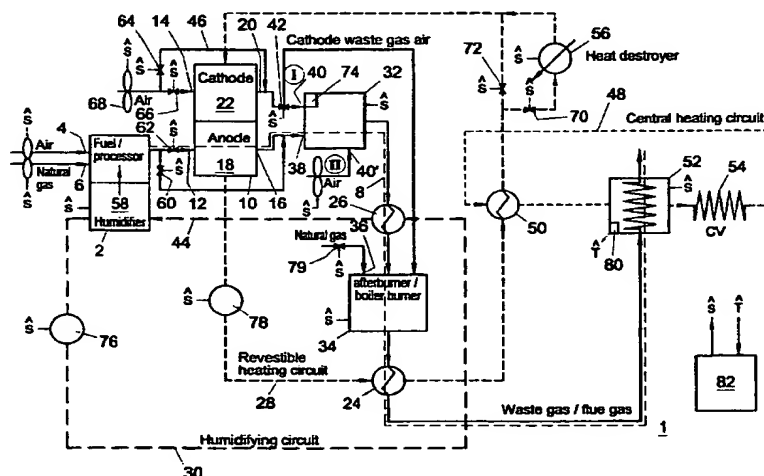 64 14 46 20 42 Cathode waste gas air
72 56 Heat destroyer
Cathode 22
I 40 74 32
68 Air 66
70 48
Central heating circuit
4 Air
62
Fuel / processor
Anode 18
38 40'
II
Air
8
6 Natural gas
58
60 12 10 16
26
50
52 54
CV
Humidifier
2
44
Natural gas 36
79
80
T
S
afterburner / boiler burner
34
76
78
Revestible heating circuit
28
24
82
Waste gas / flue gas
1
Humidifying circuit
30